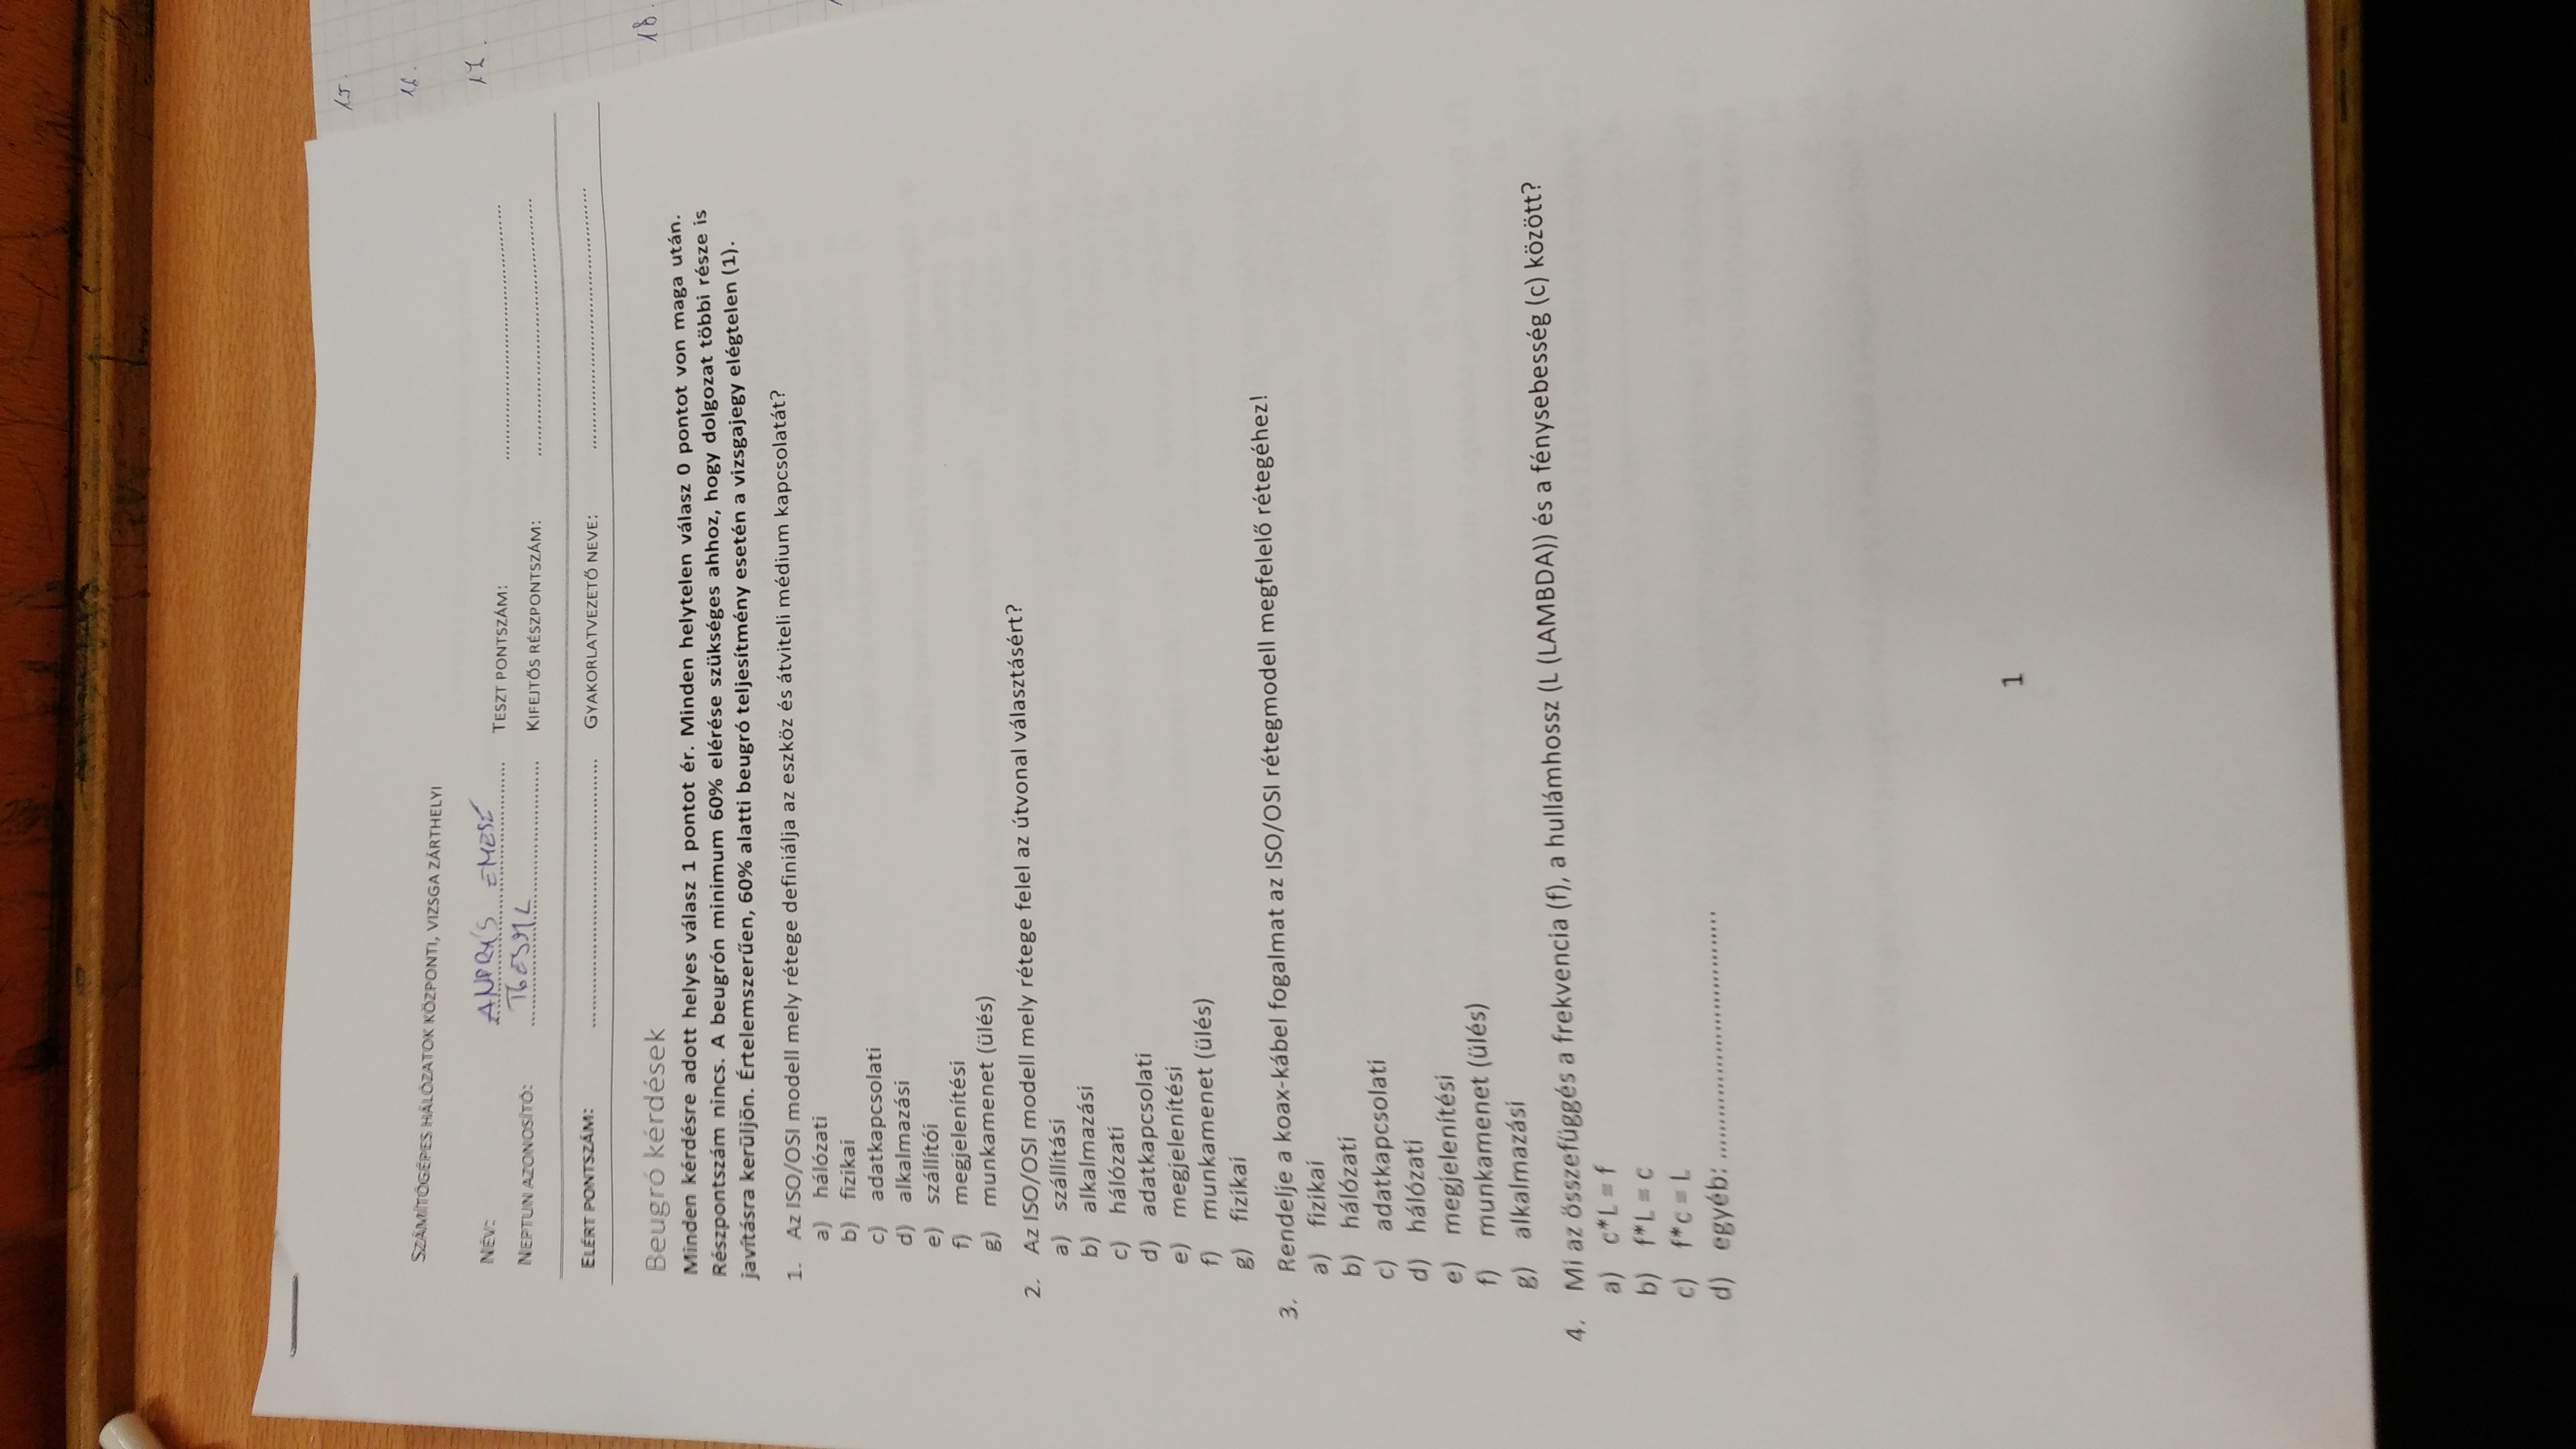 SZÁMÍTÓGÉPES HÁLÓZATOK KÖZPONTI, VIZSGA ZÁRTHELYI
NÉV: ANDRÁS EMESE TESZT PONTSZÁM:
NEPTUN AZONOSÍTÓ: KIFEJTŐS RÉSZPONTSZÁM:
ELÉRT PONTSZÁM: GYAKORLATVEZETŐ NEVE:
Beugró kérdések
Minden kérdésre adott helyes válasz 1 pontot ér. Minden helytelen válasz 0 pontot von maga után.
Részpontszám nincs. A beugrón minimum 60% elérése szükséges ahhoz, hogy dolgozat többi része is
javításra kerüljön. Értelemszerűen, 60% alatti beugró teljesítmény esetén a vizsgajegy elégtelen (1).
1. Az ISO/OSI modell mely rétege definiálja az eszköz és átviteli médium kapcsolatát?
a) hálózati
b) fizikai
c) adatkapcsolati
d) alkalmazási
e) szállítói
f) megjelenítési
g) munkamenet (ülés)
2. Az ISO/OSI modell mely rétege felel az útvonal választásért?
a) szállítási
b) alkalmazási
c) hálózati
d) adatkapcsolati
e) megjelenítési
f) munkamenet (ülés)
g) fizikai
3. Rendelje a koax-kábel fogalmat az ISO/OSI rétegmodell megfelelő rétegéhez!
a) fizikai
b) hálózati
c) adatkapcsolati
d) hálózati
e) megjelenítési
f) munkamenet (ülés)
g) alkalmazási
4. Mi az összefüggés a frekvencia (f), a hullámhossz (L (LAMBDA)) és a fénysebesség (c) között?
a) c*L = f
b) f*L = c
c) f*c = L
d) egyéb: ..................................
1
15.
16.
17.
18.